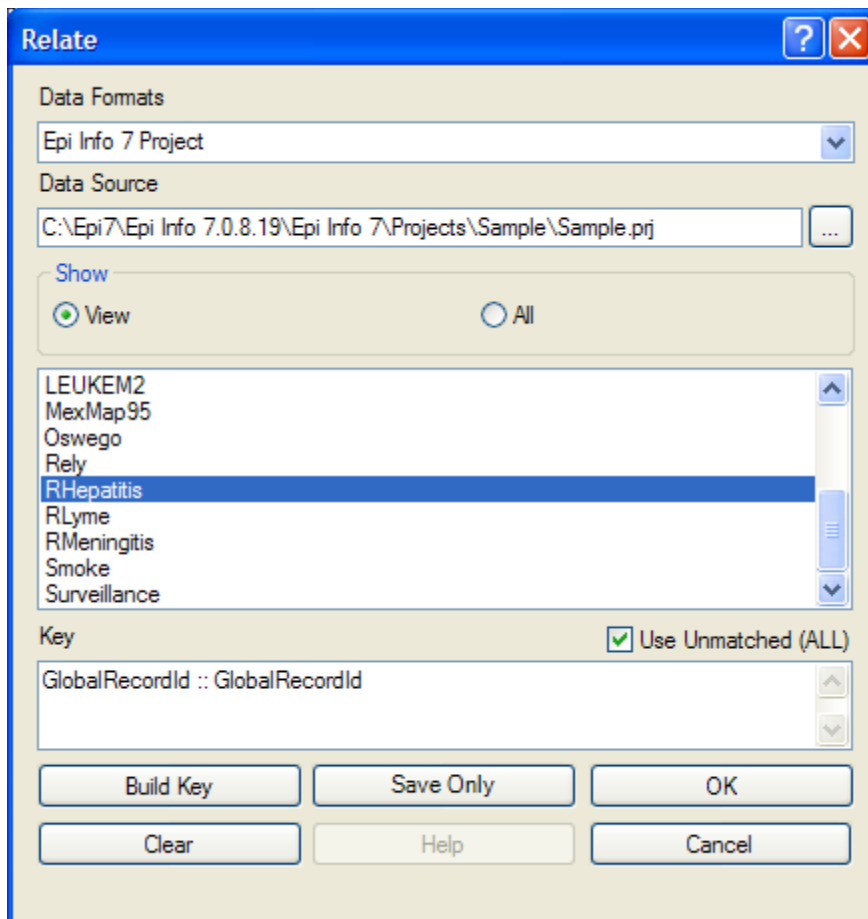 Relate
Data Formats
Epi Info 7 Project
Data Source
C:\Epi7\Epi Info 7.0.8.19\Epi Info 7\Projects\Sample\Sample.prj ...
Show
View All
LEUKEM2
MexMap95
Oswego
Rely
RHepatitis
RLyme
RMeningitis
Smoke
Surveillance
Key Use Unmatched (ALL)
GlobalRecordId :: GlobalRecordId
Build Key Save Only OK
Clear Help Cancel